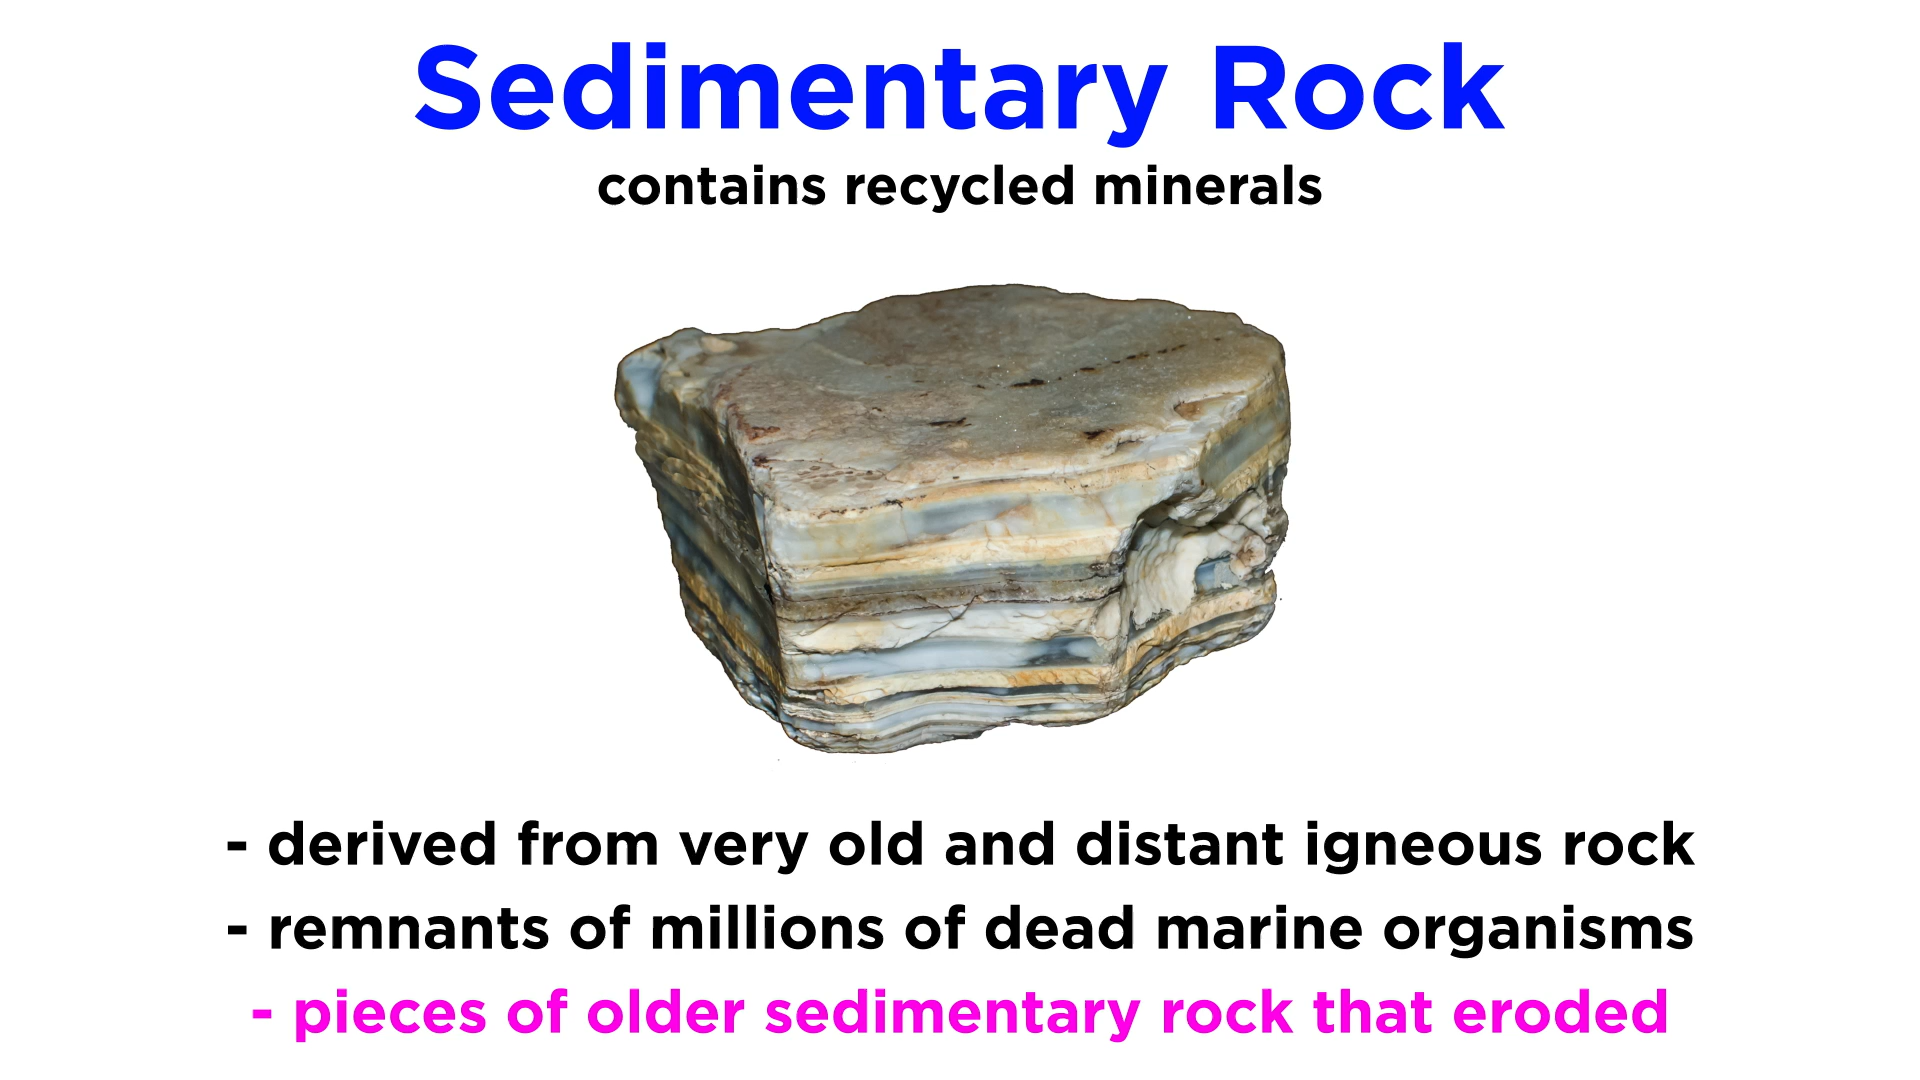 Sedimentary Rock
contains recycled minerals
- derived from very old and distant igneous rock
- remnants of millions of dead marine organisms
- pieces of older sedimentary rock that eroded